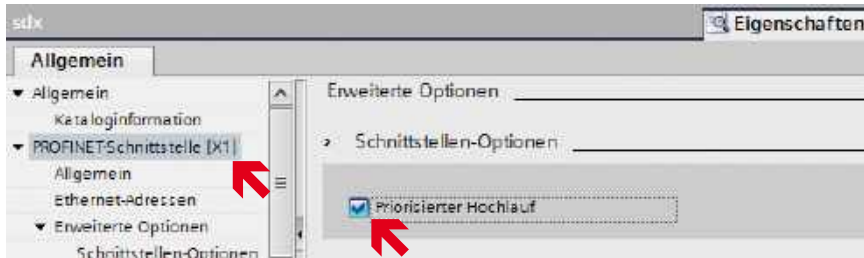 sdx
Eigenschaften
Allgemein
Allgemein
Kataloginformation
PROFINET-Schnittstelle [X1]
Allgemein
Ethernet-Adressen
Erweiterte Optionen
Schnittstellen-Optionen
Erweiterte Optionen
Schnittstellen-Optionen
Priorisierter Hochlauf